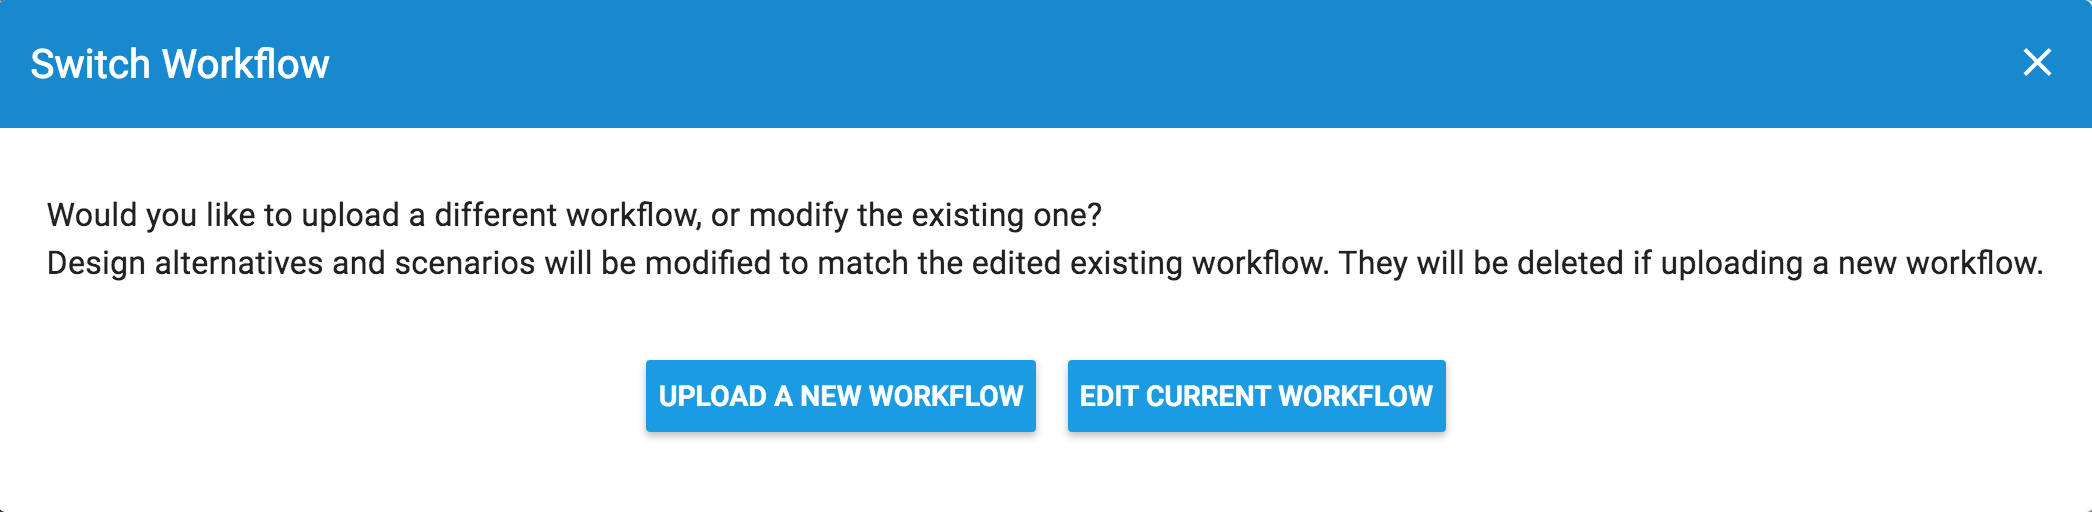 Switch Workflow
Would you like to upload a different workflow, or modify the existing one?
Design alternatives and scenarios will be modified to match the edited existing workflow. They will be deleted if uploading a new workflow.
UPLOAD A NEW WORKFLOW
EDIT CURRENT WORKFLOW